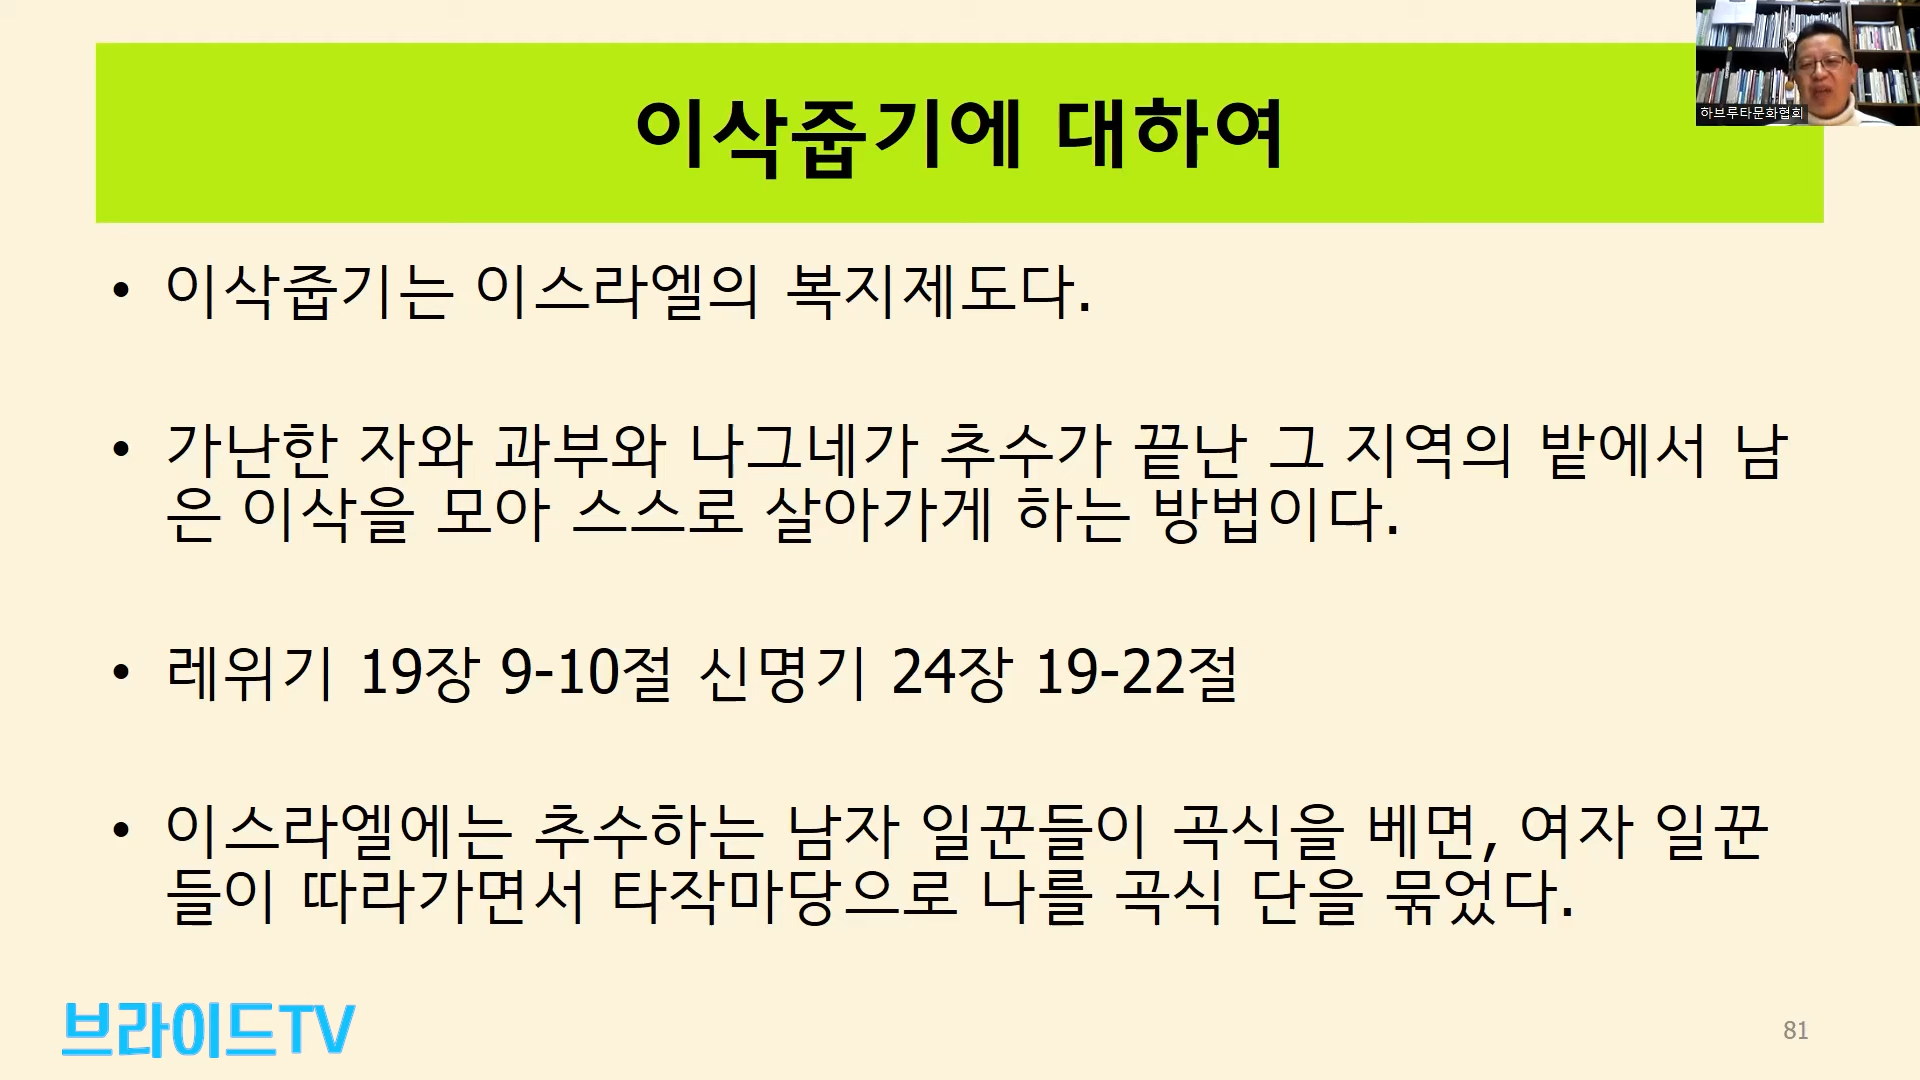 이삭줍기에 대하여
하브루타문화협회
• 이삭줍기는 이스라엘의 복지제도다.
• 가난한 자와 과부와 나그네가 추수가 끝난 그 지역의 밭에서 남
은 이삭을 모아 스스로 살아가게 하는 방법이다.
• 레위기 19장 9-10절 신명기 24장 19-22절
• 이스라엘에는 추수하는 남자 일꾼들이 곡식을 베면, 여자 일꾼
들이 따라가면서 타작마당으로 나를 곡식 단을 묶었다.
브라이드TV
81